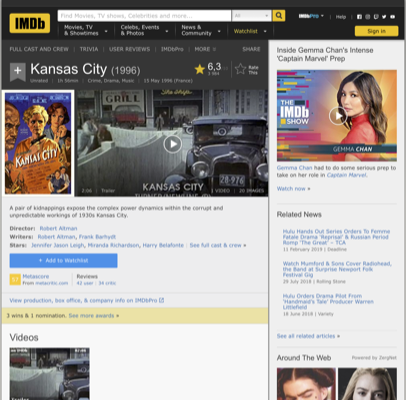 IMDb
Find Movies, TV shows, Celebrities and more...
All
IMDbPro
Help
Movies, TV & Showtimes
Celebs, Events & Photos
News & Community
Watchlist
Sign in
FULL CAST AND CREW | TRIVIA | USER REVIEWS | IMDbPro | MORE
SHARE
Kansas City (1996)
6,3
Rate This
Unrated | 1h 56min | Crime, Drama, Music | 15 May 1996 (France)
KANSAS CITY
GRILL
KANSAS CITY
2:06 | Trailer
1 VIDEO | 20 IMAGES
A pair of kidnappings expose the complex power dynamics within the corrupt and
unpredictable workings of 1930s Kansas City.
Director: Robert Altman
Writers: Robert Altman, Frank Barhydt
Stars: Jennifer Jason Leigh, Miranda Richardson, Harry Belafonte | See full cast & crew »
+ Add to Watchlist
Metascore
From metacritic.com
Reviews
42 user | 34 critic
View production, box office, & company info on IMDbPro
3 wins & 1 nomination. See more awards »
Videos
Inside Gemma Chan's Intense
'Captain Marvel' Prep
THE
IMDb
SHOW
GEMMA CHAN
Gemma Chan had to do some serious prep to
take on her role in Captain Marvel.
Watch now »
Related News
Hulu Hands Out Series Orders To Femme
Fatale Drama 'Reprisal' & Russian Period
Romp 'The Great' – TCA
11 February 2019 | Deadline
Watch Mumford & Sons Cover Radiohead,
the Band at Surprise Newport Folk
Festival Gig
29 July 2018 | Rolling Stone
Hulu Orders Drama Pilot From
'Handmaid's Tale' Producer Warren
Littlefield
18 June 2018 | Variety
See all related articles »
Around The Web
Powered by ZergNet